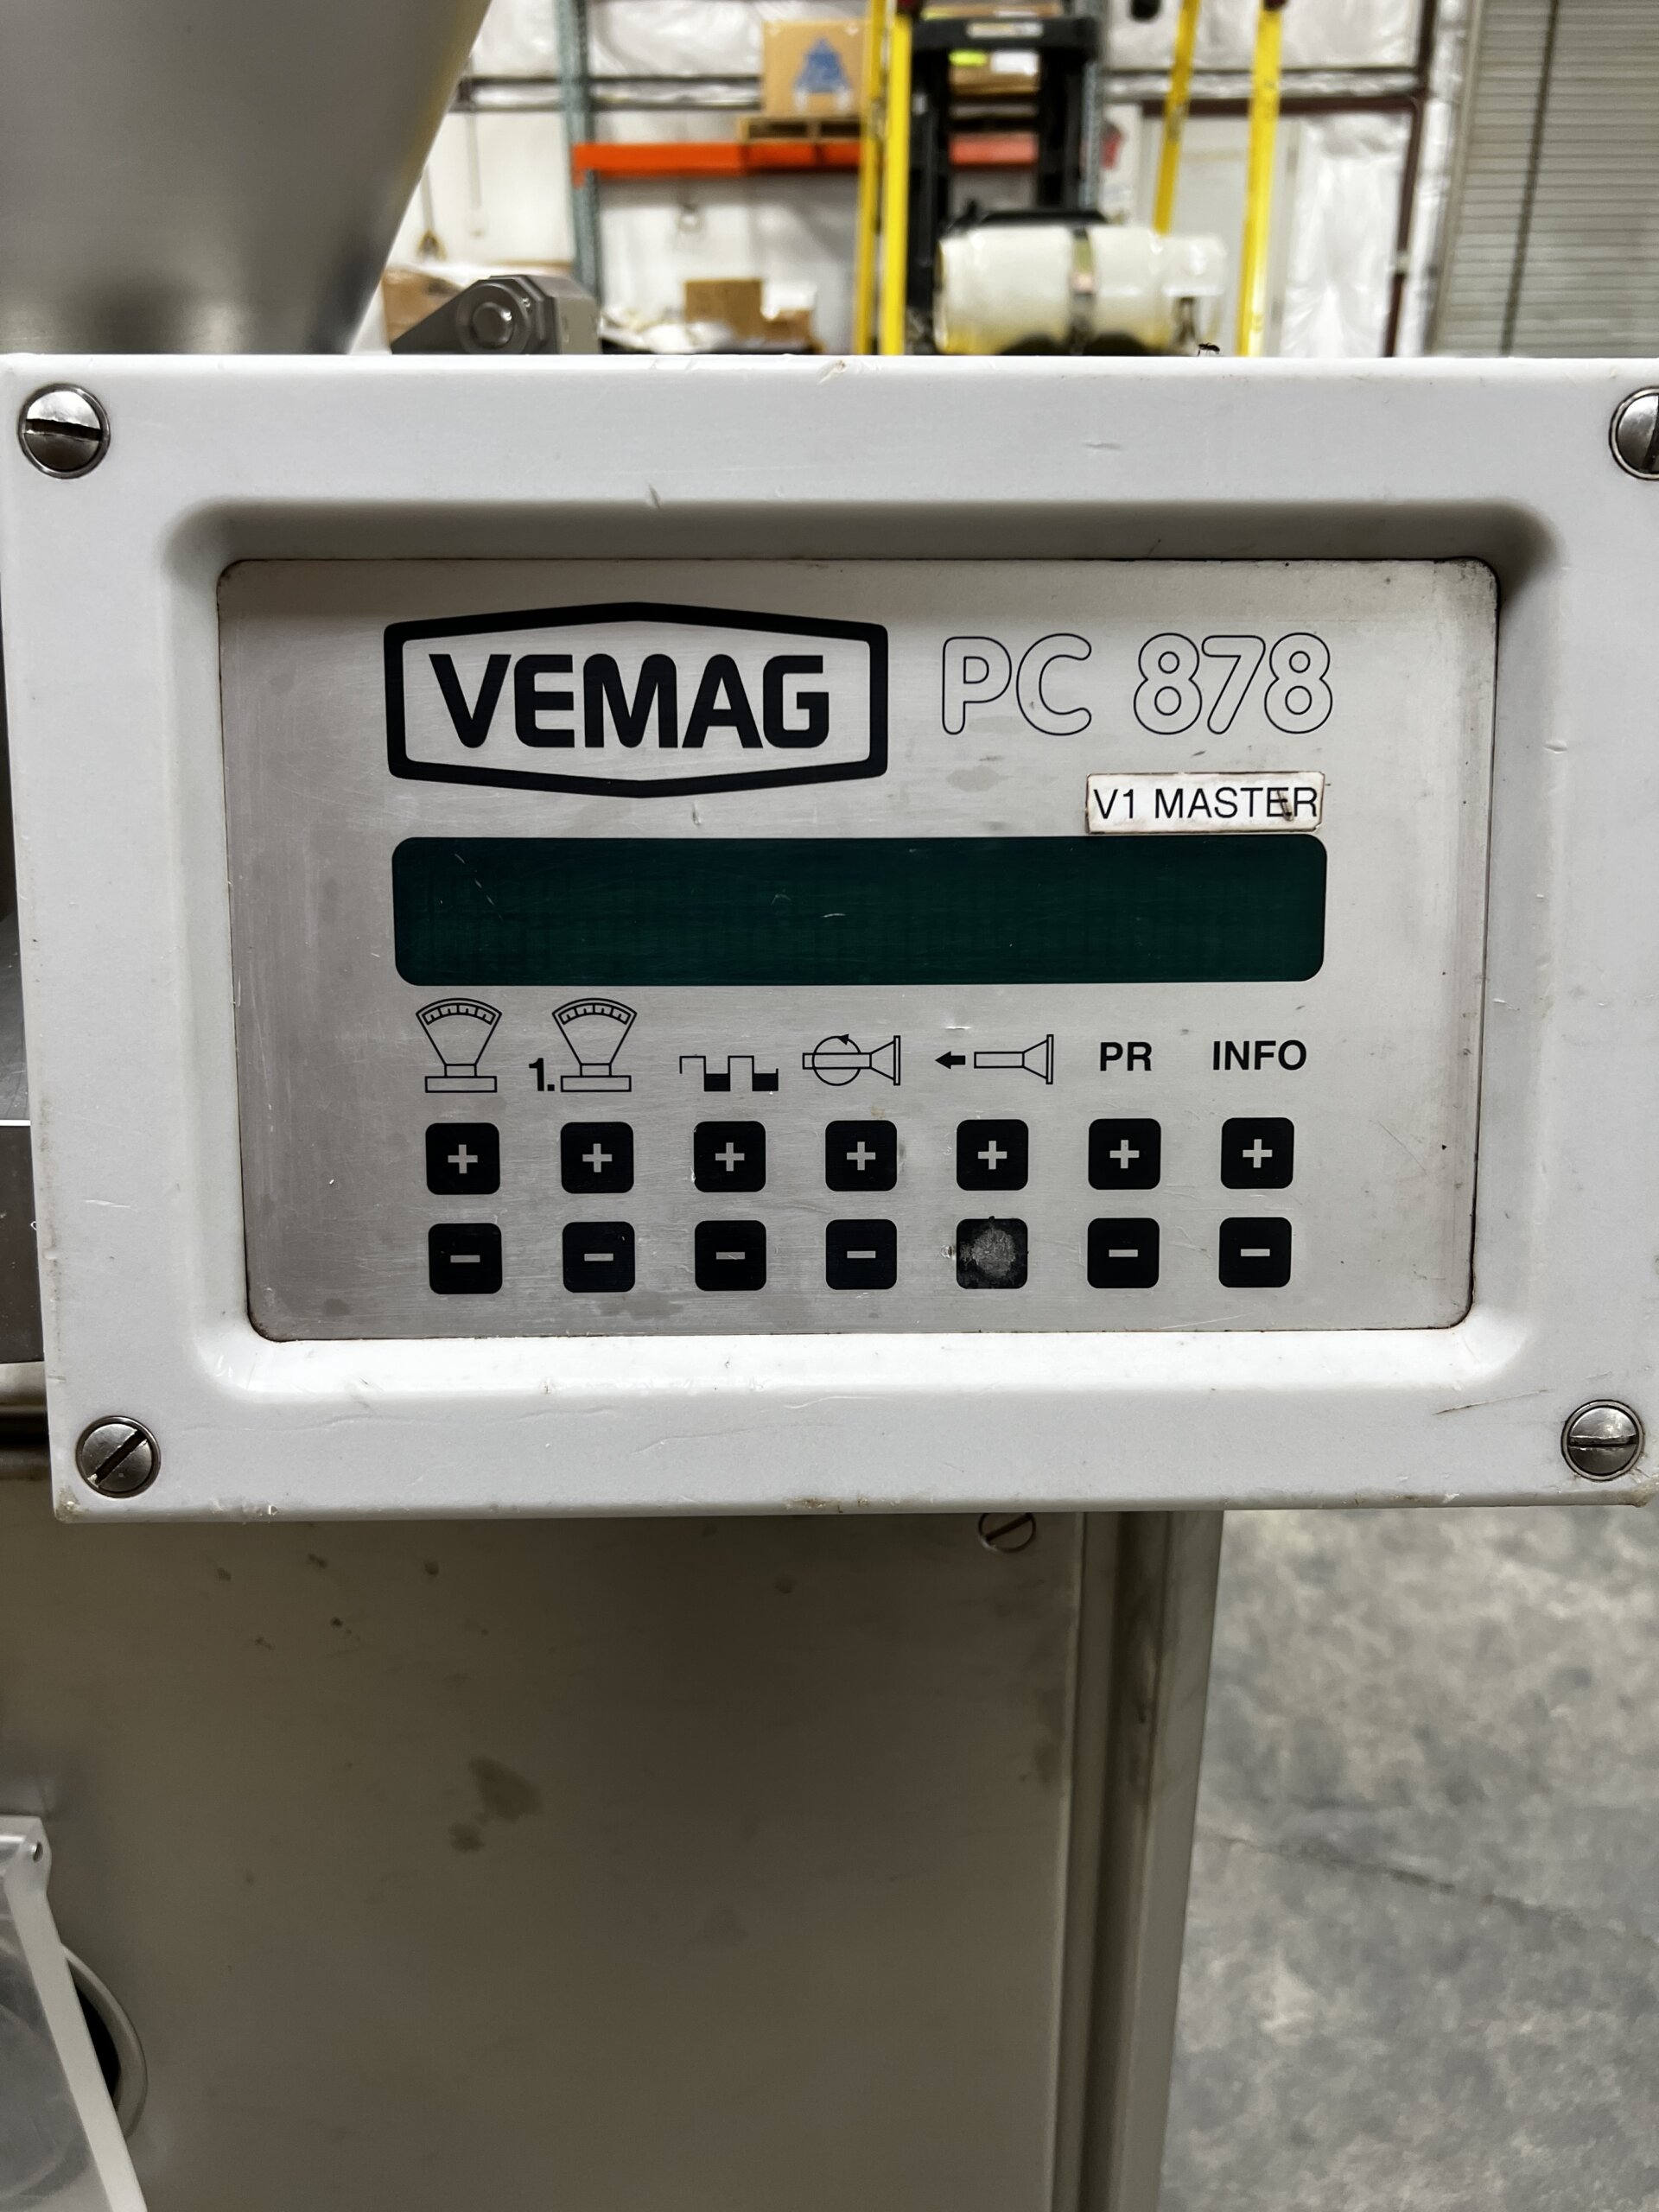 VEMAG PC 878
V1 MASTER
1. PR INFO
+ + + + + + +
- - - - - -